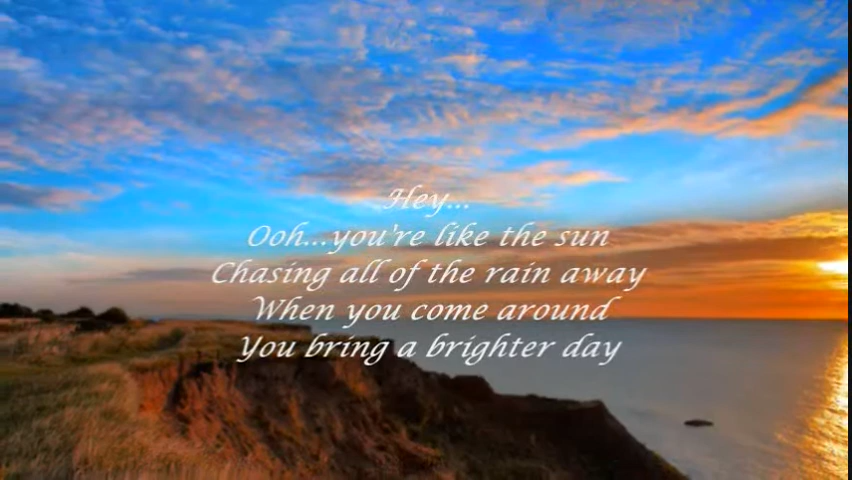 Hey...
Ooh...you're like the sun
Chasing all of the rain away
When you come around
You bring a brighter day